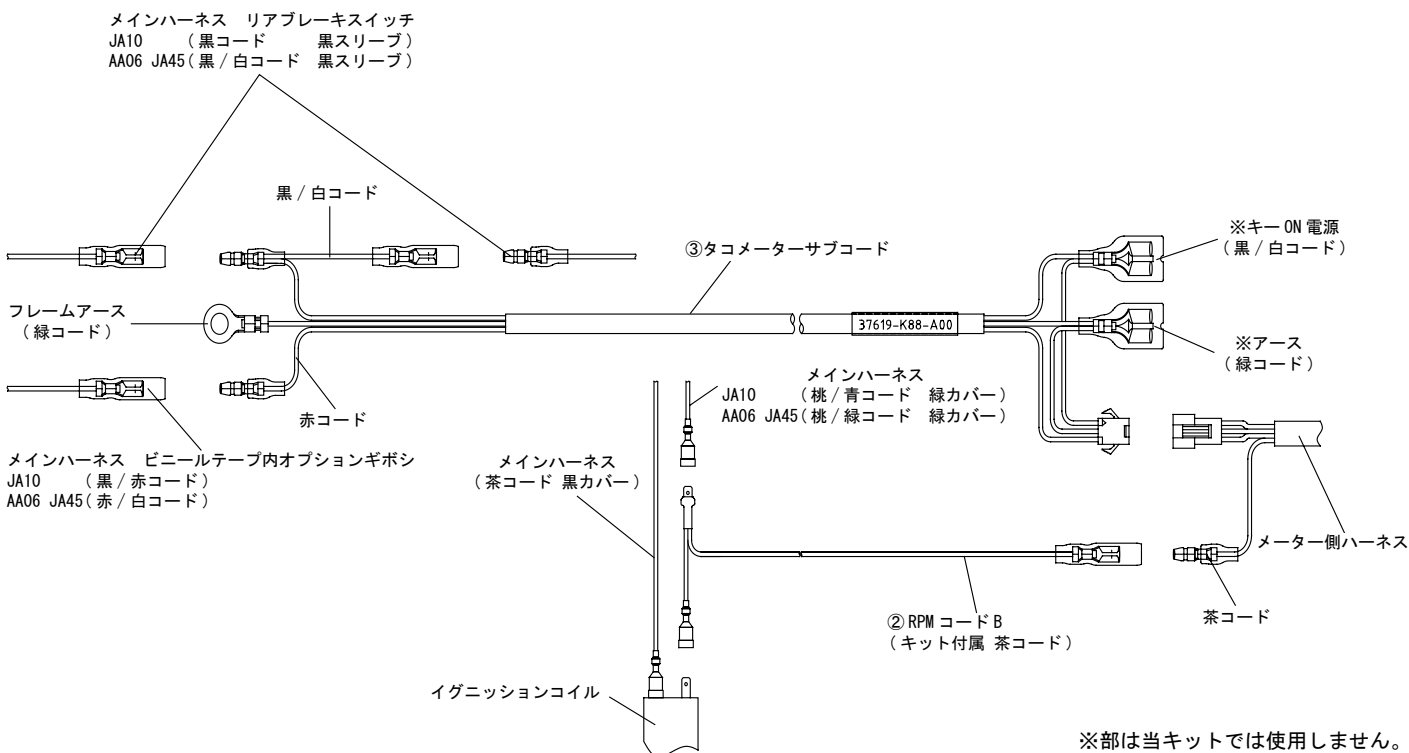 メインハーネス リアブレーキスイッチ
JA10 (黒コード 黒スリーブ)
AA06 JA45(黒/白コード 黒スリーブ)
黒/白コード
③タコメーターサブコード
※キーON電源
(黒/白コード)
フレームアース
(緑コード)
37619-K88-A00
※アース
(緑コード)
赤コード
メインハーネス
JA10 (桃/青コード 緑カバー)
AA06 JA45(桃/緑コード 緑カバー)
メインハーネス ビニールテープ内オプションギボシ
JA10 (黒/赤コード)
AA06 JA45(赤/白コード)
メインハーネス
(茶コード 黒カバー)
メーター側ハーネス
②RPMコードB
(キット付属 茶コード)
茶コード
イグニッションコイル
※部は当キットでは使用しません。